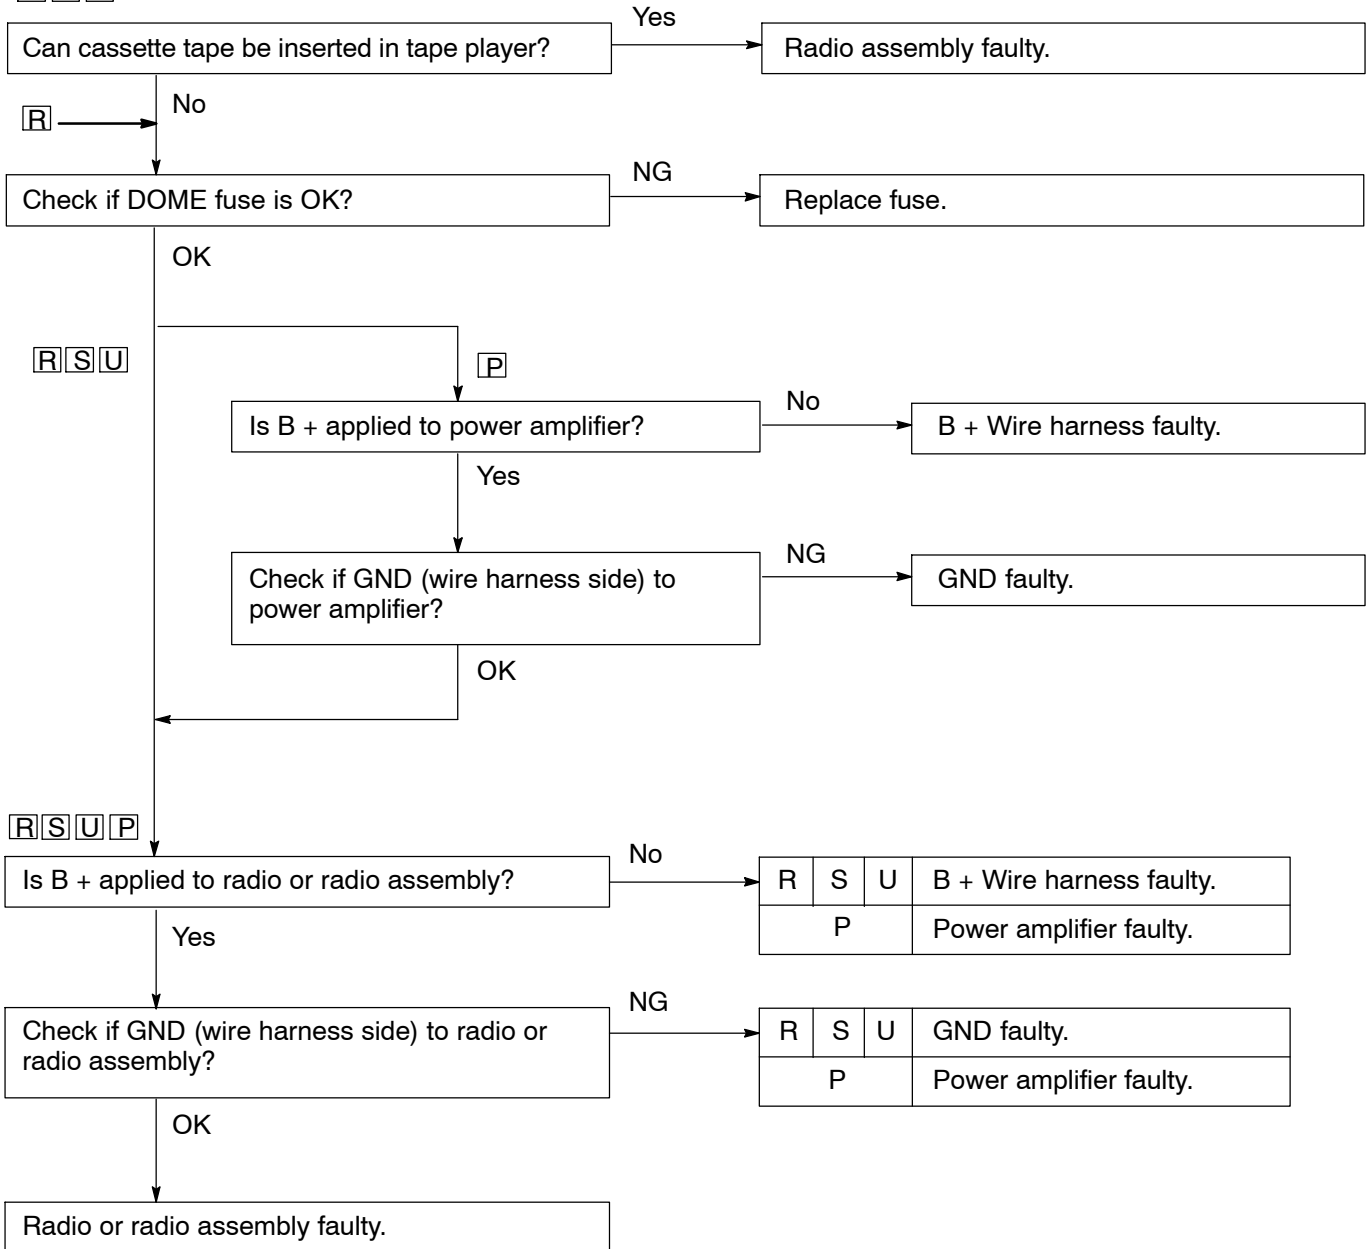 Yes
Can cassette tape be inserted in tape player?
Radio assembly faulty.
No
R
NG
Check if DOME fuse is OK?
Replace fuse.
OK
R S U
P
No
Is B + applied to power amplifier?
B + Wire harness faulty.
Yes
NG
Check if GND (wire harness side) to
power amplifier?
GND faulty.
OK
R S U P
No
Is B + applied to radio or radio assembly?
R S U B + Wire harness faulty.
P Power amplifier faulty.
Yes
NG
Check if GND (wire harness side) to radio or
radio assembly?
R S U GND faulty.
P Power amplifier faulty.
OK
Radio or radio assembly faulty.